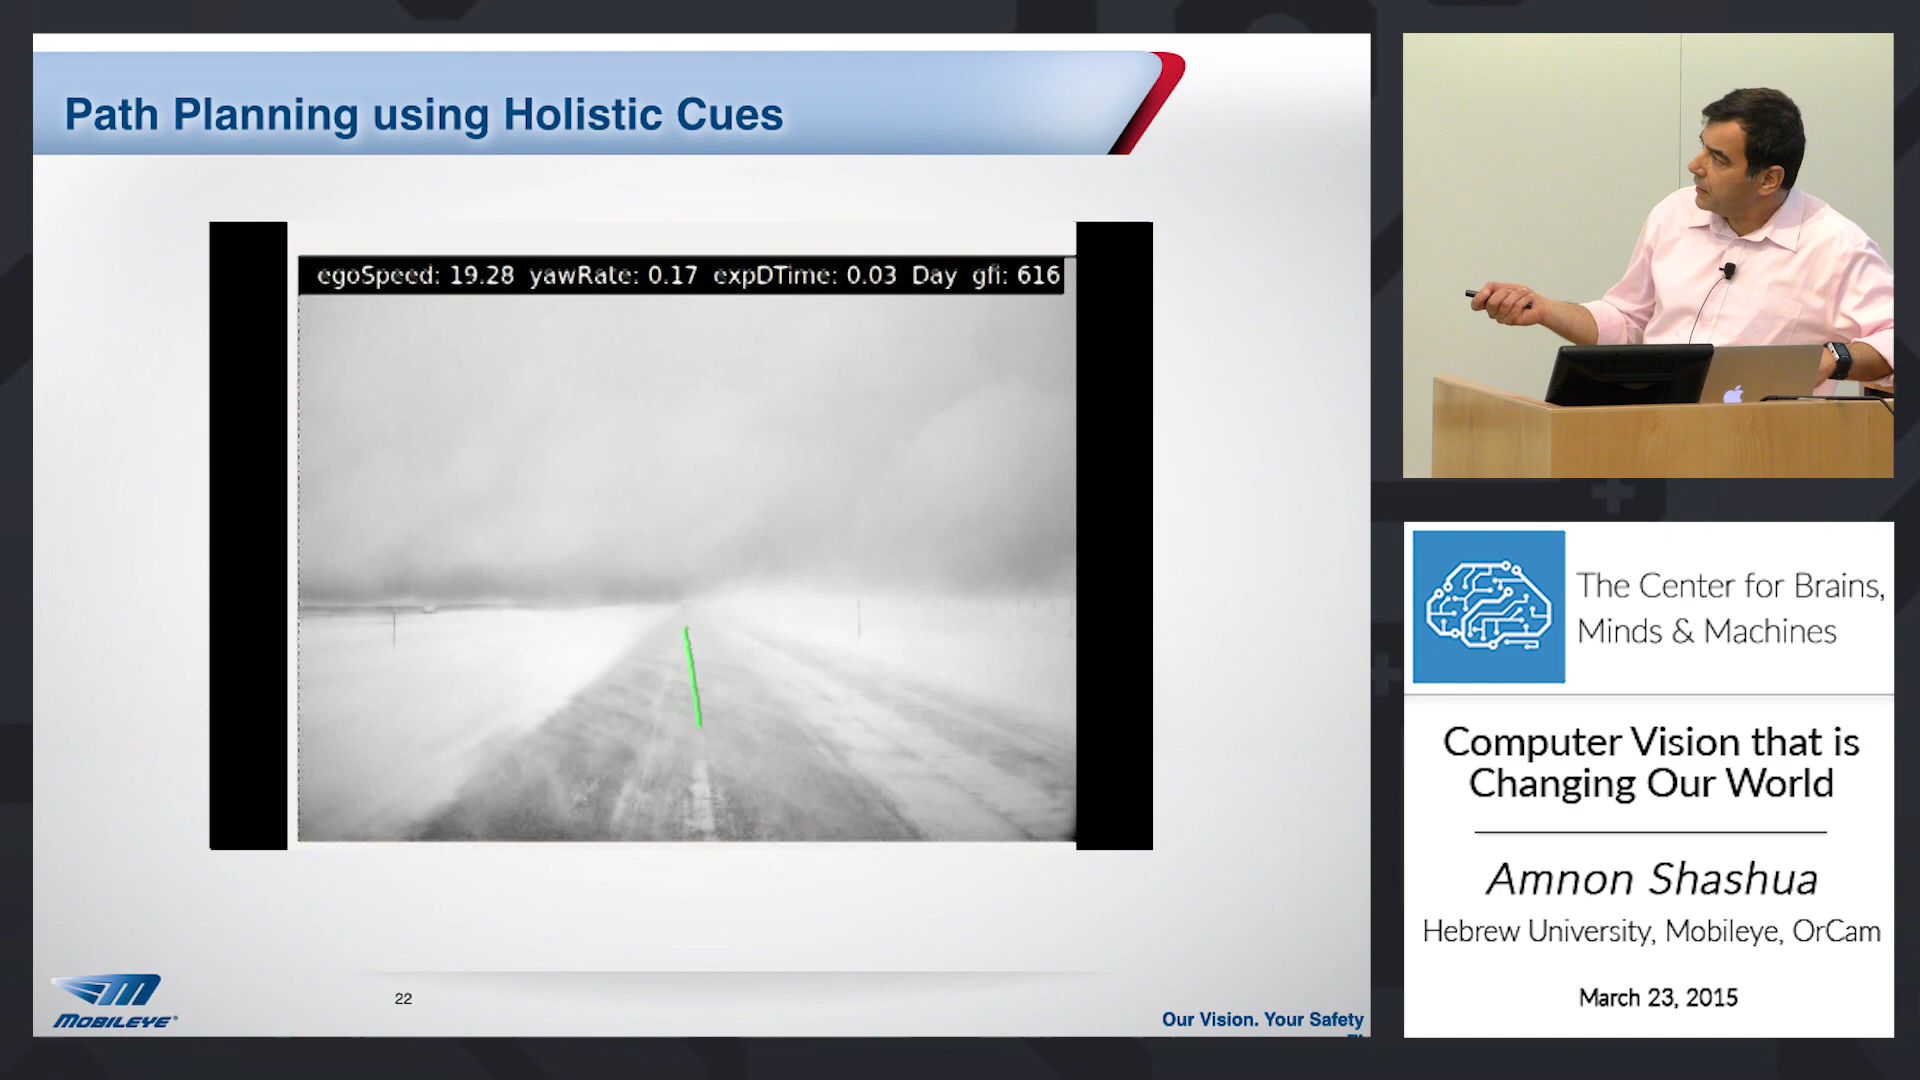 Path Planning using Holistic Cues
egoSpeed: 19.28 yawRate: 0.17 expDTime: 0.03 Day gfi: 616
MOBILEYE®
22
Our Vision. Your Safety
The Center for Brains,
Minds & Machines
Computer Vision that is
Changing Our World
Amnon Shashua
Hebrew University, Mobileye, OrCam
March 23, 2015